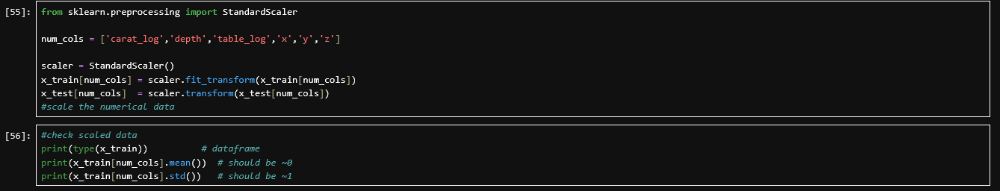 [55]: from sklearn.preprocessing import StandardScaler
num_cols = ['carat_log','depth','table_log','x','y','z']
scaler = StandardScaler()
x_train[num_cols] = scaler.fit_transform(x_train[num_cols])
x_test[num_cols]  = scaler.transform(x_test[num_cols])
#scale the numerical data
[56]: #check scaled data
print(type(x_train))          # dataframe
print(x_train[num_cols].mean())  # should be ~0
print(x_train[num_cols].std())   # should be ~1